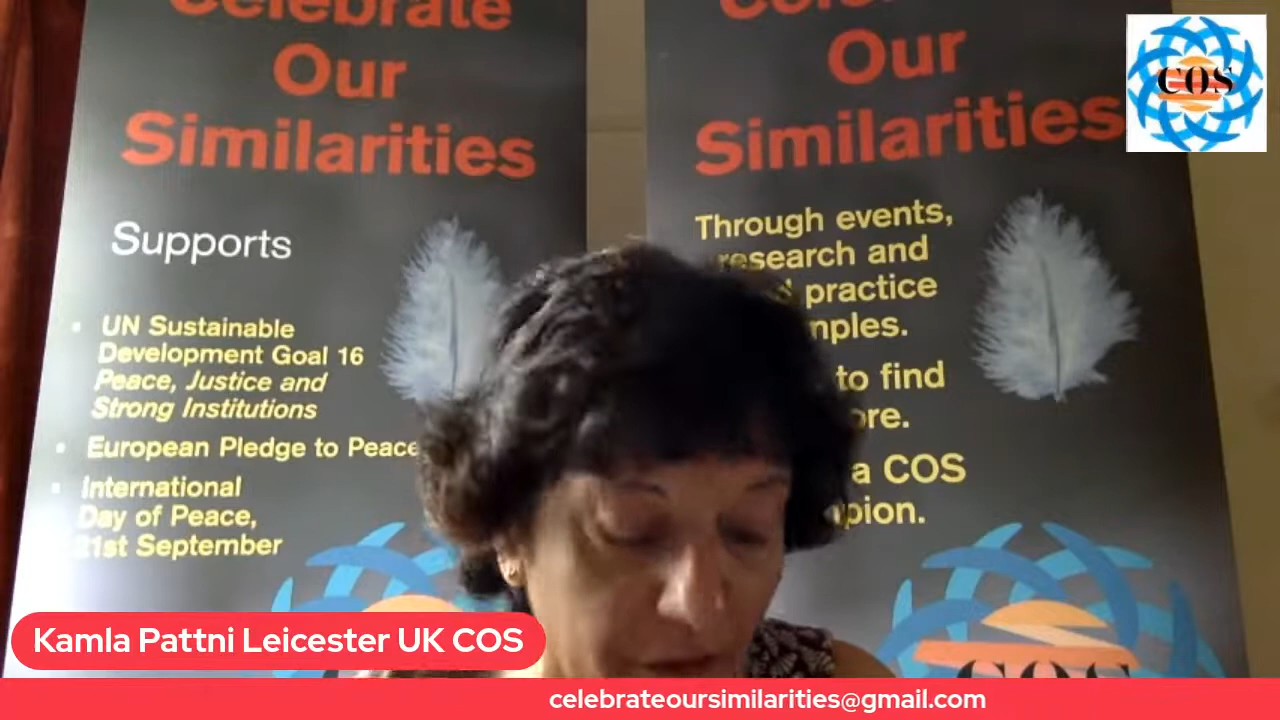 Celebrate
Our
Similarities
Supports
UN Sustainable
Development Goal 16
Peace, Justice and
Strong Institutions
European Pledge to Peace
International
Day of Peace,
21st September
Our
Similarities
Through events,
research and
practice
to find
a COS
COS
COS
Kamla Pattni Leicester UK COS
celebrateoursimilarities@gmail.com